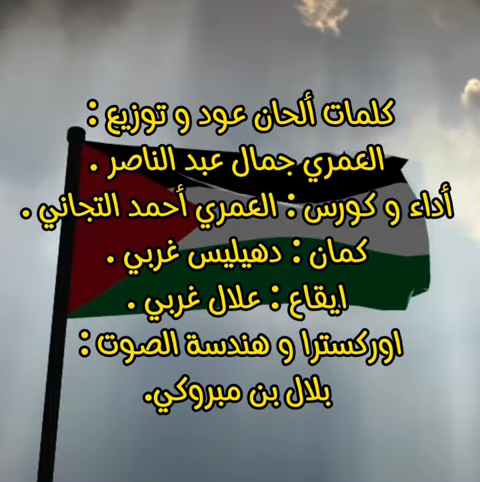 كلمات ألحان عود و توزيع :
العمري جمال عبد الناصر .
أداء و كورس : العمري أحمد التجاني .
كمان : دهيليس غربي .
ايقاع : علال غربي .
اوركسترا و هندسة الصوت :
بلال بن مبروكي.